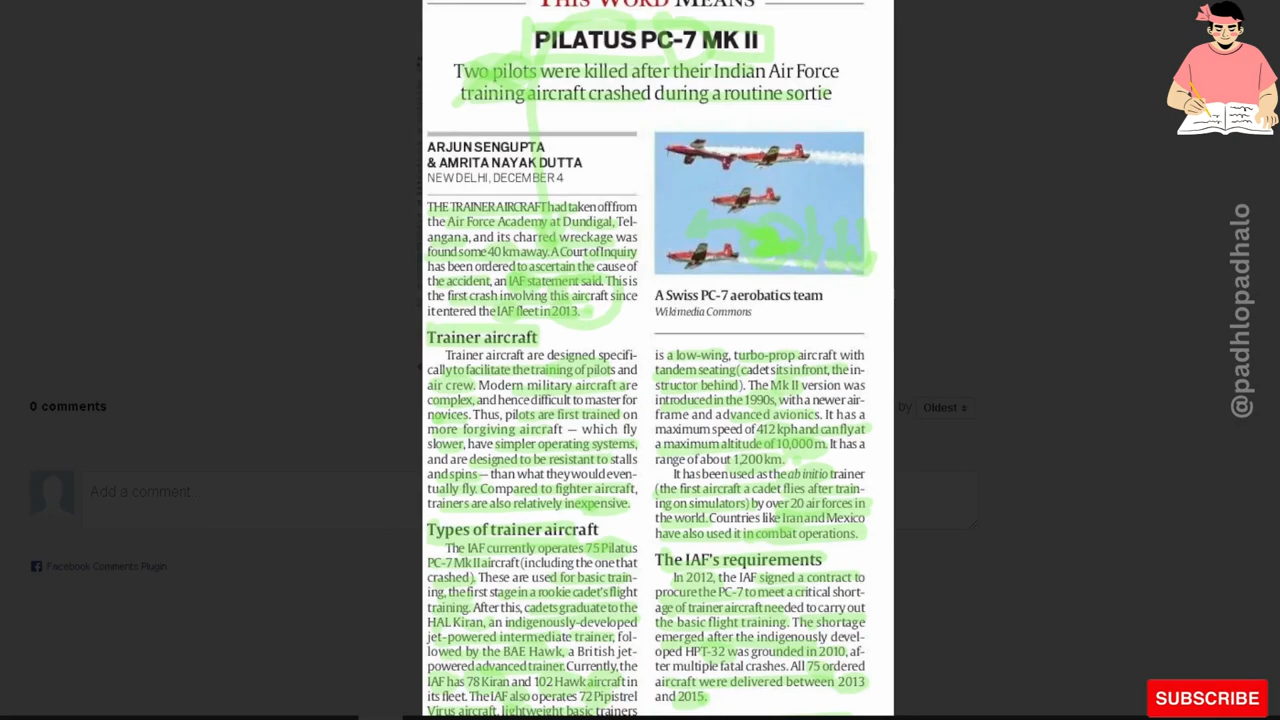 THIS WORD MEANS
PILATUS PC-7 MK II
Two pilots were killed after their Indian Air Force
training aircraft crashed during a routine sortie
ARJUN SENGUPTA
& AMRITA NAYAK DUTTA
NEW DELHI, DECEMBER 4
THE TRAINER AIRCRAFT had taken off from
the Air Force Academy at Dundigal, Tel-
angana, and its charred wreckage was
found some 40 km away. A Court of Inquiry
has been ordered to ascertain the cause of
the accident, an IAF statement said. This is
the first crash involving this aircraft since
it entered the IAF fleet in 2013.
Trainer aircraft
Trainer aircraft are designed specifi-
cally to facilitate the training of pilots and
air crew. Modern military aircraft are
complex, and hence difficult to master for
novices. Thus, pilots are first trained on
more forgiving aircraft — which fly
slower, have simpler operating systems,
and are designed to be resistant to stalls
and spins — than what they would even-
tually fly. Compared to fighter aircraft,
trainers are also relatively inexpensive.
Types of trainer aircraft
The IAF currently operates 75 Pilatus
PC-7 Mk II aircraft (including the one that
crashed). These are used for basic train-
ing, the first stage in a rookie cadet's flight
training. After this, cadets graduate to the
HAL Kiran, an indigenously-developed
jet-powered intermediate trainer, fol-
lowed by the BAE Hawk, a British jet-
powered advanced trainer. Currently, the
IAF has 78 Kiran and 102 Hawk aircraft in
its fleet. The IAF also operates 72 Pipistrel
Virus aircraft, lightweight basic trainers
A Swiss PC-7 aerobatics team
Wikimedia Commons
is a low-wing, turbo-prop aircraft with
tandem seating (cadet sits in front, the in-
structor behind). The Mk II version was
introduced in the 1990s, with a newer air-
frame and advanced avionics. It has a
maximum speed of 412 kph and can fly at
a maximum altitude of 10,000 m. It has a
range of about 1,200 km.
It has been used as the ab initio trainer
(the first aircraft a cadet flies after train-
ing on simulators) by over 20 air forces in
the world. Countries like Iran and Mexico
have also used it in combat operations.
The IAF's requirements
In 2012, the IAF signed a contract to
procure the PC-7 to meet a critical short-
age of trainer aircraft needed to carry out
the basic flight training. The shortage
emerged after the indigenously devel-
oped HPT-32 was grounded in 2010, af-
ter multiple fatal crashes. All 75 ordered
aircraft were delivered between 2013
and 2015.
0 comments
by Oldest
Add a comment...
Facebook Comments Plugin
@padhlopadhalo
SUBSCRIBE